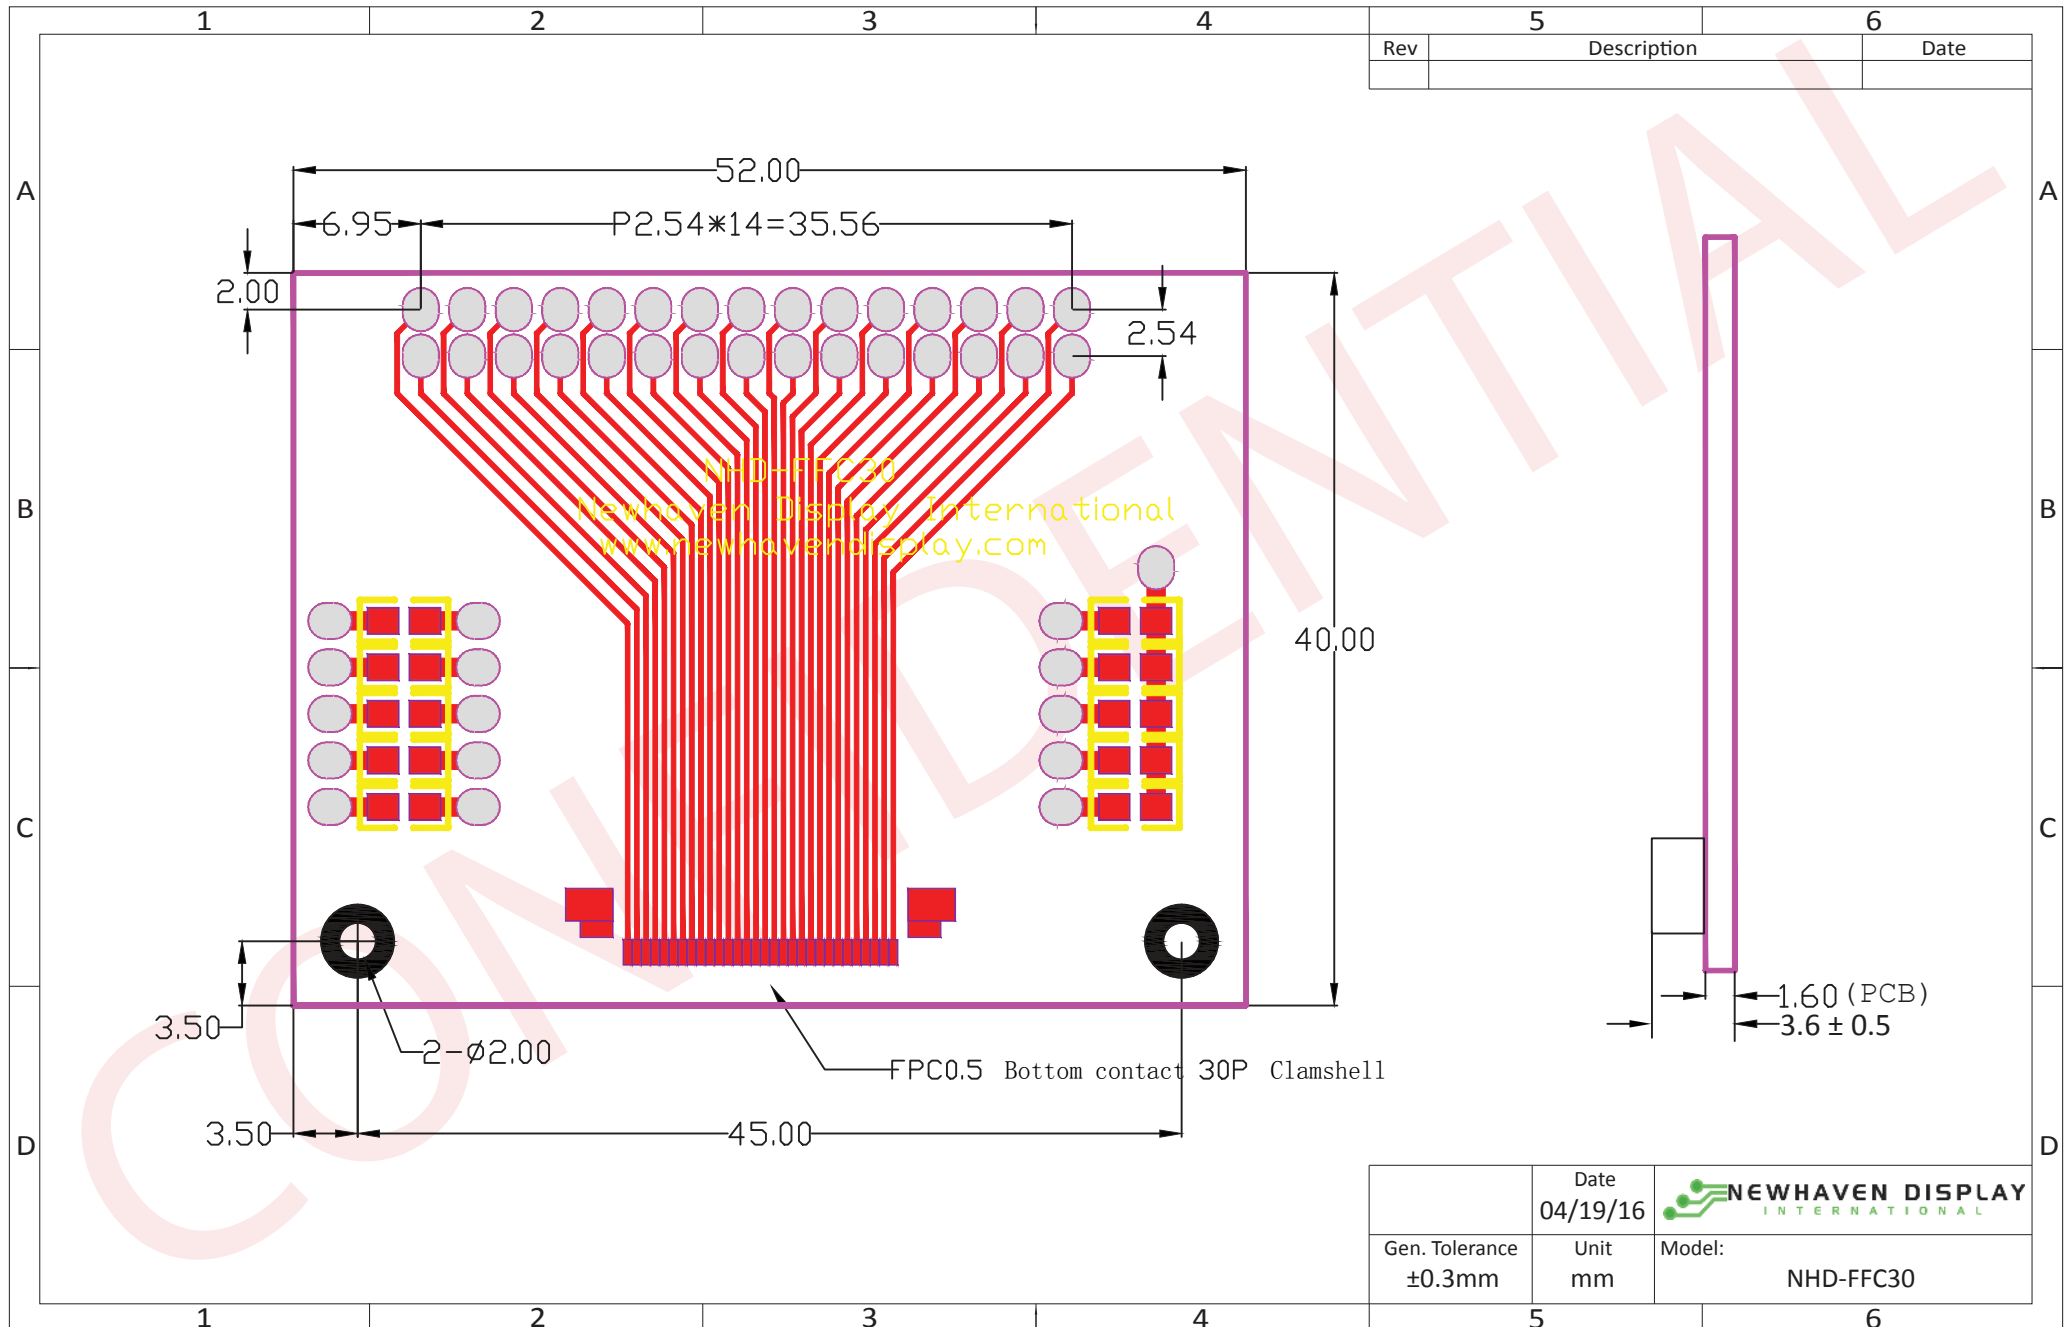 1 2 3 4 5 6
Rev Description Date
52.00
A A
6.95 P2.54*14=35.56
2.00
2.54
NHD-FFC30
B Newhaven Display International B
www.newhavendisplay.com
40.00
C C
1.60 (PCB)
3.50 3.6 ± 0.5
2-Ø2.00
FPC0.5 Bottom contact 30P Clamshell
3.50 45.00
D D
CONFIDENTIAL
Date
04/19/16
NEWHAVEN DISPLAY
INTERNATIONAL
Gen. Tolerance Unit Model:
±0.3mm mm NHD-FFC30
1 2 3 4 5 6